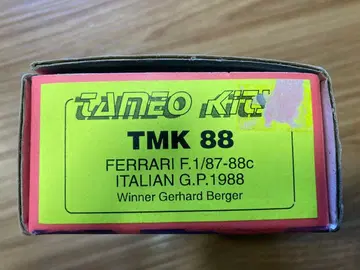 TAMEO KIT
TMK 88
FERRARI F.1/87-88c
ITALIAN G.P.1988
Winner Gerhard Berger